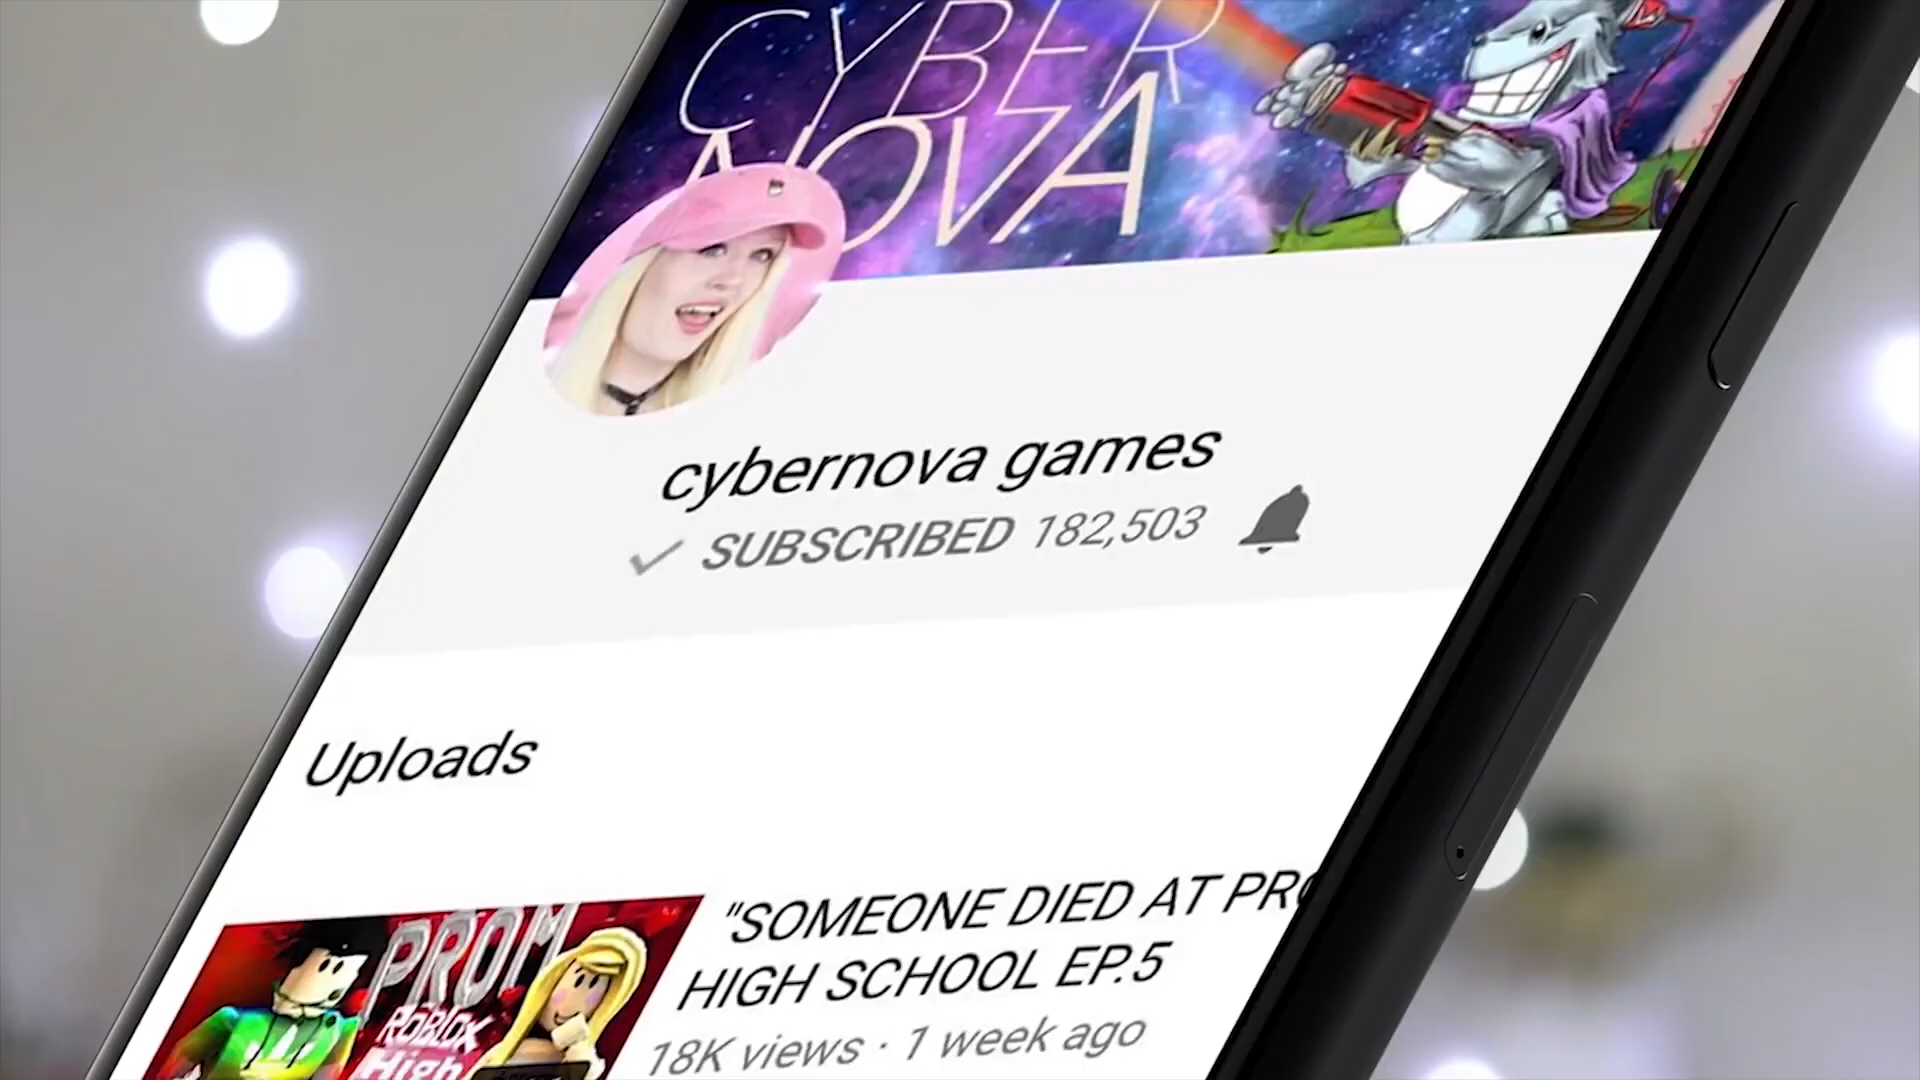 CYBER
NOVA
cybernova games
SUBSCRIBED 182,503
Uploads
"SOMEONE DIED AT PRO
HIGH SCHOOL EP.5
18K views · 1 week ago
PROM
ROBLOX
High